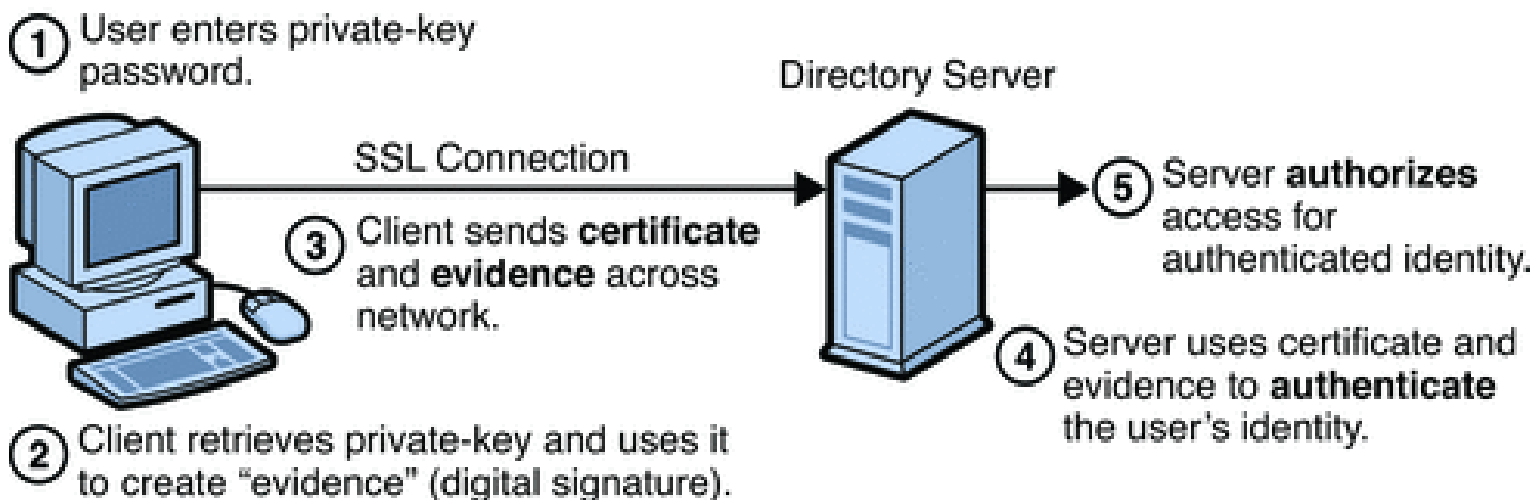 1 User enters private-key
password.
Directory Server
SSL Connection
3 Client sends certificate
and evidence across
network.
5 Server authorizes
access for
authenticated identity.
4 Server uses certificate and
evidence to authenticate
the user's identity.
2 Client retrieves private-key and uses it
to create “evidence” (digital signature).